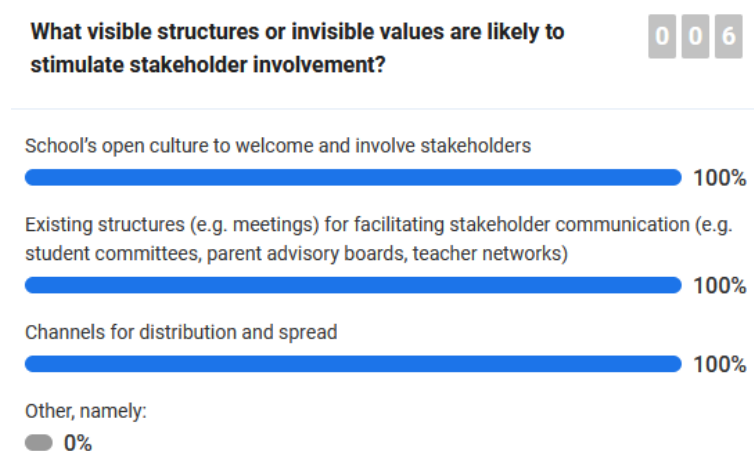 What visible structures or invisible values are likely to
0 0 6
stimulate stakeholder involvement?
School's open culture to welcome and involve stakeholders
100%
Existing structures (e.g. meetings) for facilitating stakeholder communication (e.g.
student committees, parent advisory boards, teacher networks)
100%
Channels for distribution and spread
100%
Other, namely:
0%